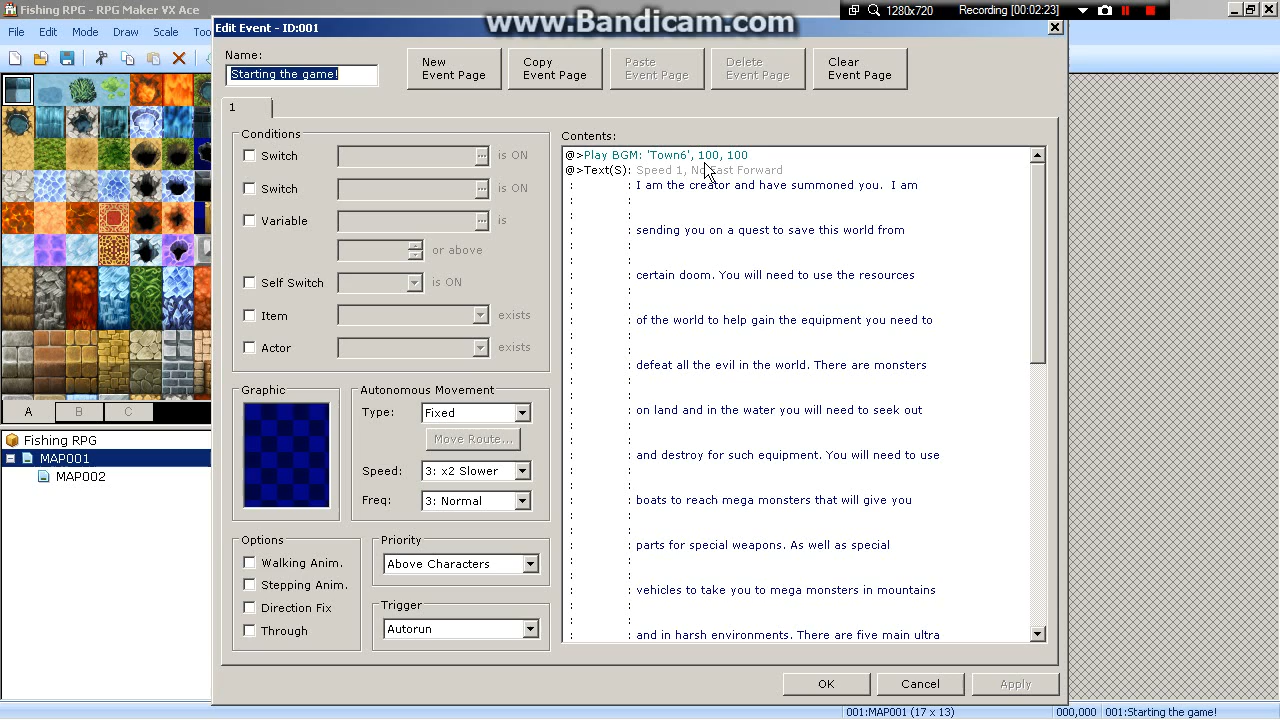 Fishing RPG - RPG Maker VX Ace
www.Bandicam.com
1280x720 Recording [00:02:23]
File Edit Mode Draw Scale
Edit Event - ID:001
Name:
Starting the game!
New Event Page
Copy Event Page
Paste Event Page
Delete Event Page
Clear Event Page
1
Conditions
Switch is ON
Switch is ON
Variable is
or above
Self Switch is ON
Item exists
Actor exists
Graphic
Autonomous Movement
Type: Fixed
Move Route...
Speed: 3: x2 Slower
Freq: 3: Normal
Options
Walking Anim.
Stepping Anim.
Direction Fix
Through
Priority
Above Characters
Trigger
Autorun
Contents:
@>Play BGM: 'Town6', 100, 100
@>Text(S): Speed 1, No Fast Forward
: : I am the creator and have summoned you. I am
: :
: :
: : sending you on a quest to save this world from
: :
: :
: : certain doom. You will need to use the resources
: :
: :
: : of the world to help gain the equipment you need to
: :
: :
: : defeat all the evil in the world. There are monsters
: :
: :
: : on land and in the water you will need to seek out
: :
: :
: : and destroy for such equipment. You will need to use
: :
: :
: : boats to reach mega monsters that will give you
: :
: :
: : parts for special weapons. As well as special
: :
: :
: : vehicles to take you to mega monsters in mountains
: :
: :
: : and in harsh environments. There are five main ultra
A B C
Fishing RPG
MAP001
MAP002
OK Cancel Apply
001:MAP001 (17 x 13) 000,000 001:Starting the game!